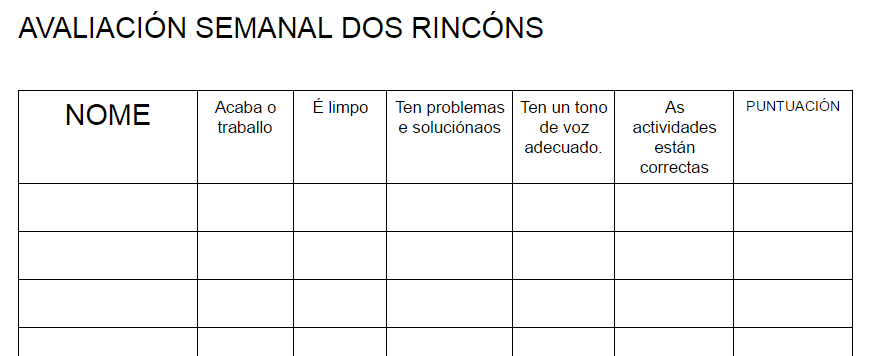 AVALIACIÓN SEMANAL DOS RINCÓNS
NOME
Acaba o
traballo
É limpo
Ten problemas
e soluciónaos
Ten un tono
de voz
adecuado.
As
actividades
están
correctas
PUNTUACIÓN